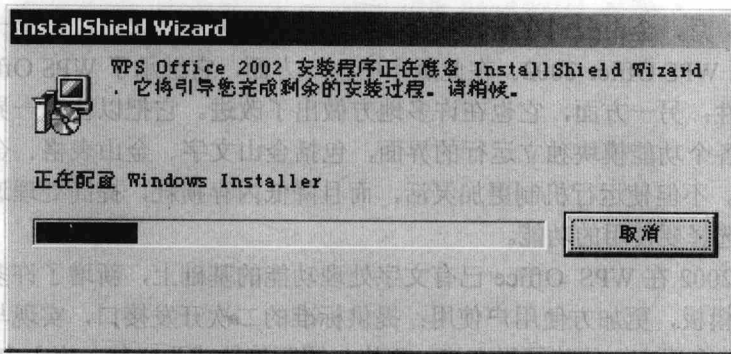 InstallShield Wizard
WPS Office 2002 安装程序正在准备 InstallShield Wizard
，它将引导您完成剩余的安装过程。请稍候。
正在配置 Windows Installer
取消